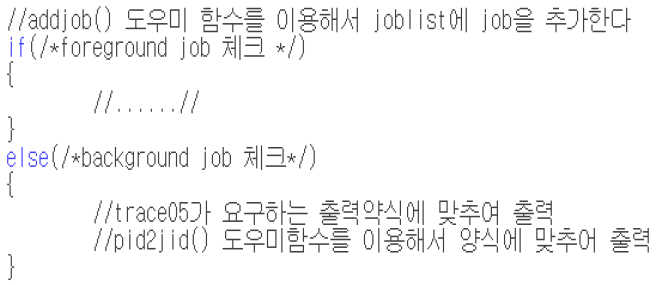 //addjob() 도우미 함수를 이용해서 joblist에 job을 추가한다
if(/*foreground job 체크 */)
{
//......//
}
else(/*background job 체크*/)
{
//trace05가 요구하는 출력약식에 맞추여 출력
//pid2jid() 도우미함수를 이용해서 양식에 맞추어 출력
}